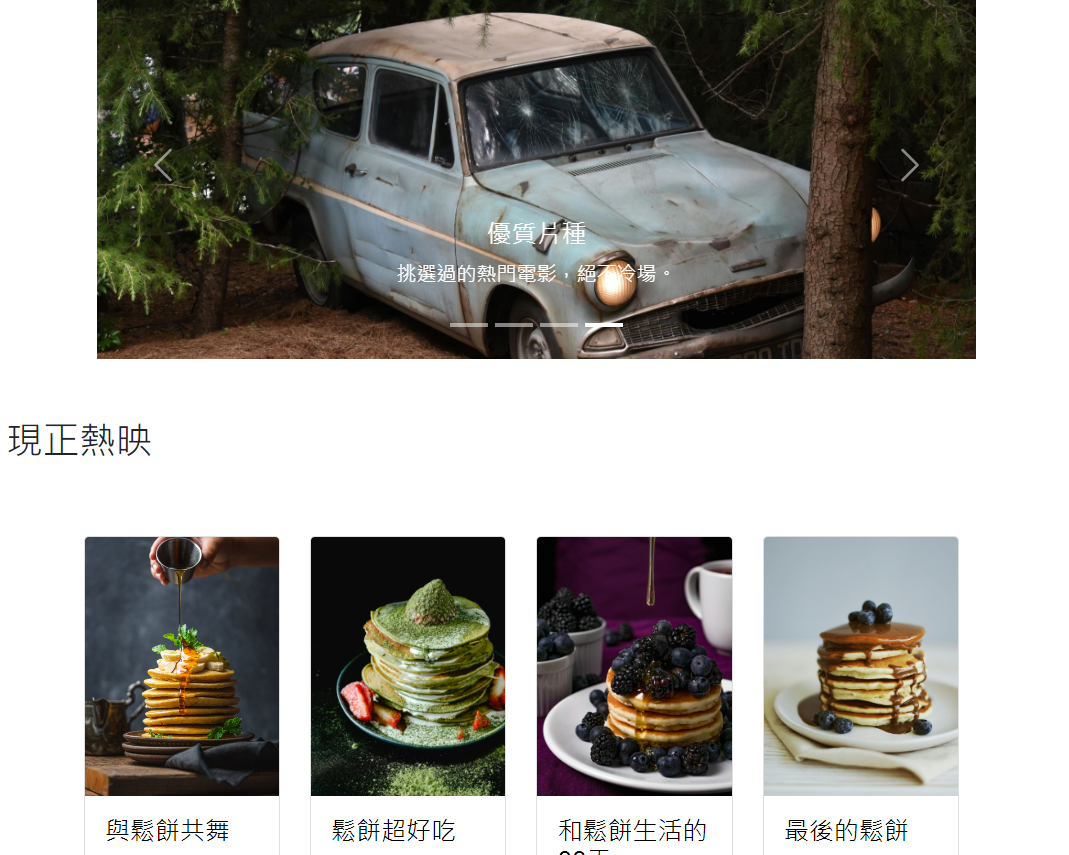 優質片種
挑選過的熱門電影，絕不冷場。
現正熱映
與鬆餅共舞
鬆餅超好吃
和鬆餅生活的
最後的鬆餅